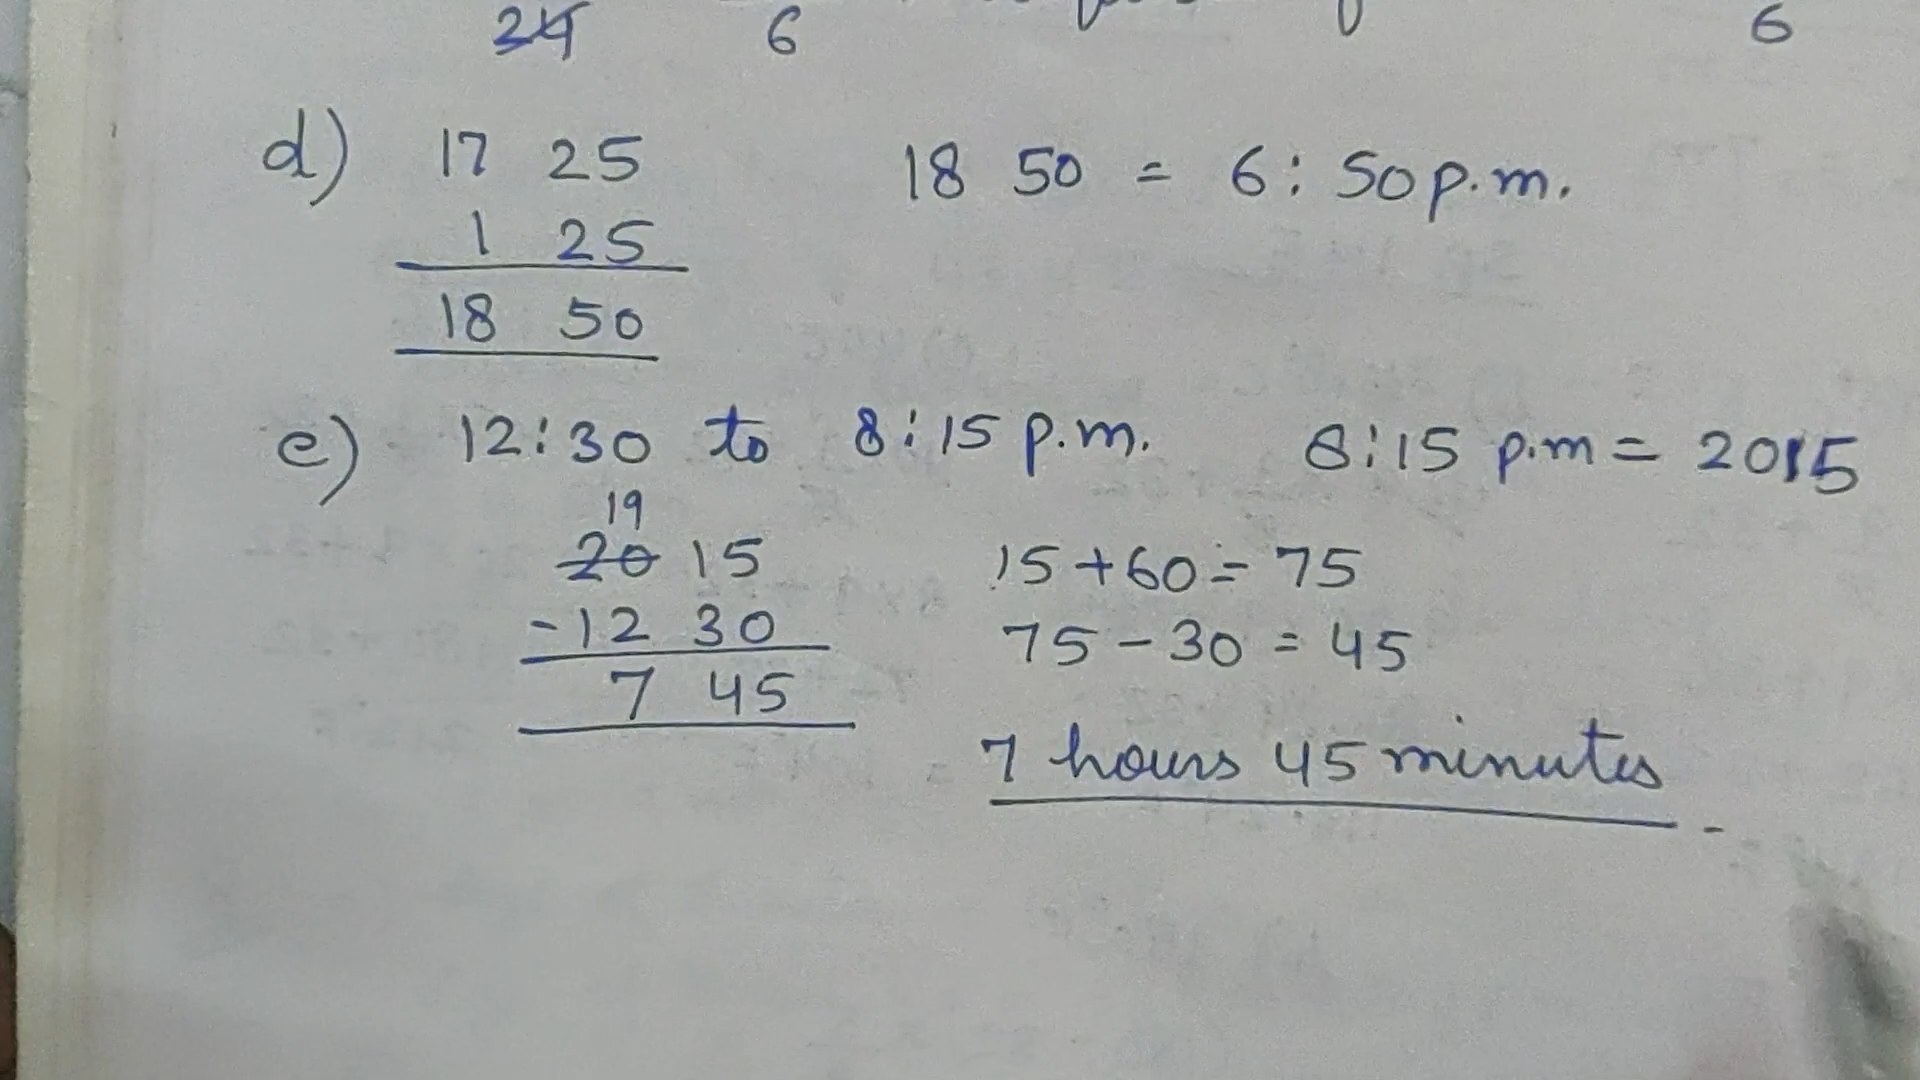 24 6 6
d) 17 25 18 50 = 6:50 p.m.
1 25
18 50
e) 12:30 to 8:15 p.m. 8:15 p.m = 2015
19
20 15 15+60=75
-12 30 75-30=45
7 45
7 hours 45 minutes